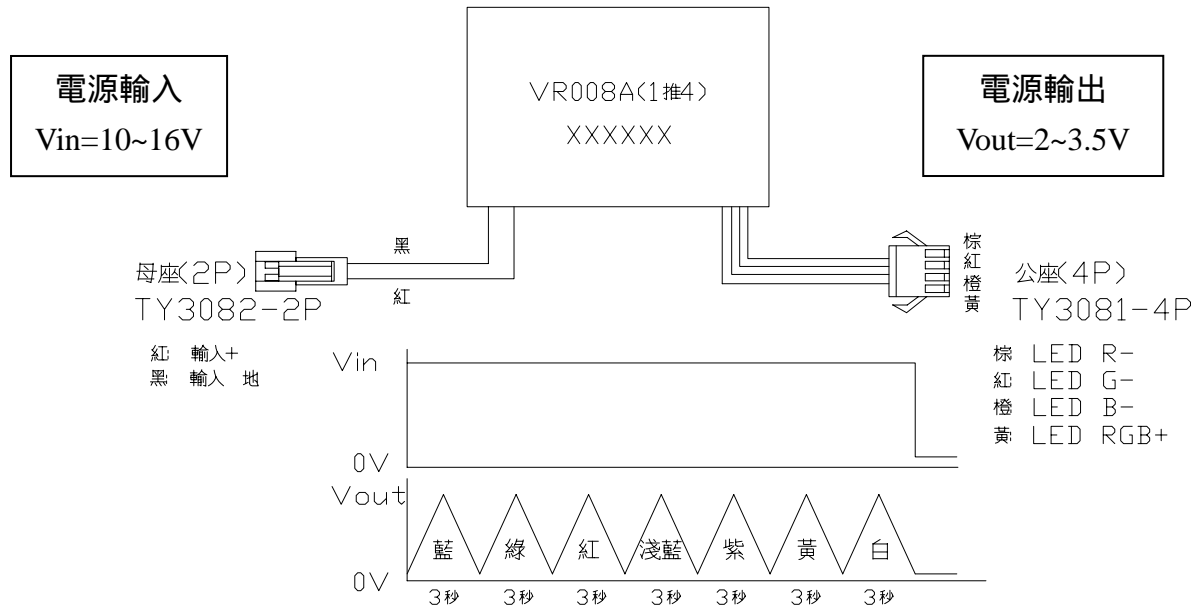 電源輸入
Vin=10~16V
VR008A(1推4)
XXXXXX
電源輸出
Vout=2~3.5V
黑
紅
母座(2P)
TY3082-2P
紅 輸入+
黑 輸入 地
棕
紅
橙
黃
公座(4P)
TY3081-4P
棕 LED R-
紅 LED G-
橙 LED B-
黃 LED RGB+
Vin
0V
Vout
藍 綠 紅 淺藍 紫 黃 白
0V
3秒 3秒 3秒 3秒 3秒 3秒 3秒